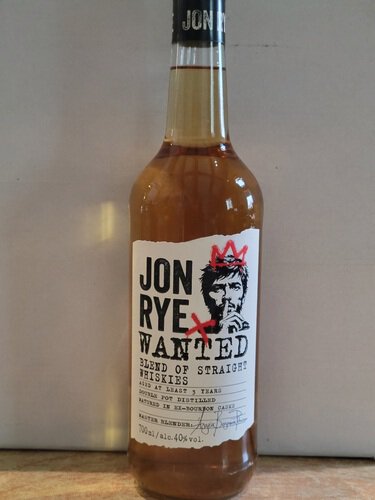 JON RYE
JON
RYE
WANTED
BLEND OF STRAIGHT
WHISKIES
AGED AT LEAST 3 YEARS
DOUBLE POT DISTILLED
MATURED IN EX-BOURBON CASKS
MASTER BLENDER:
700ml/alc.40%vol.